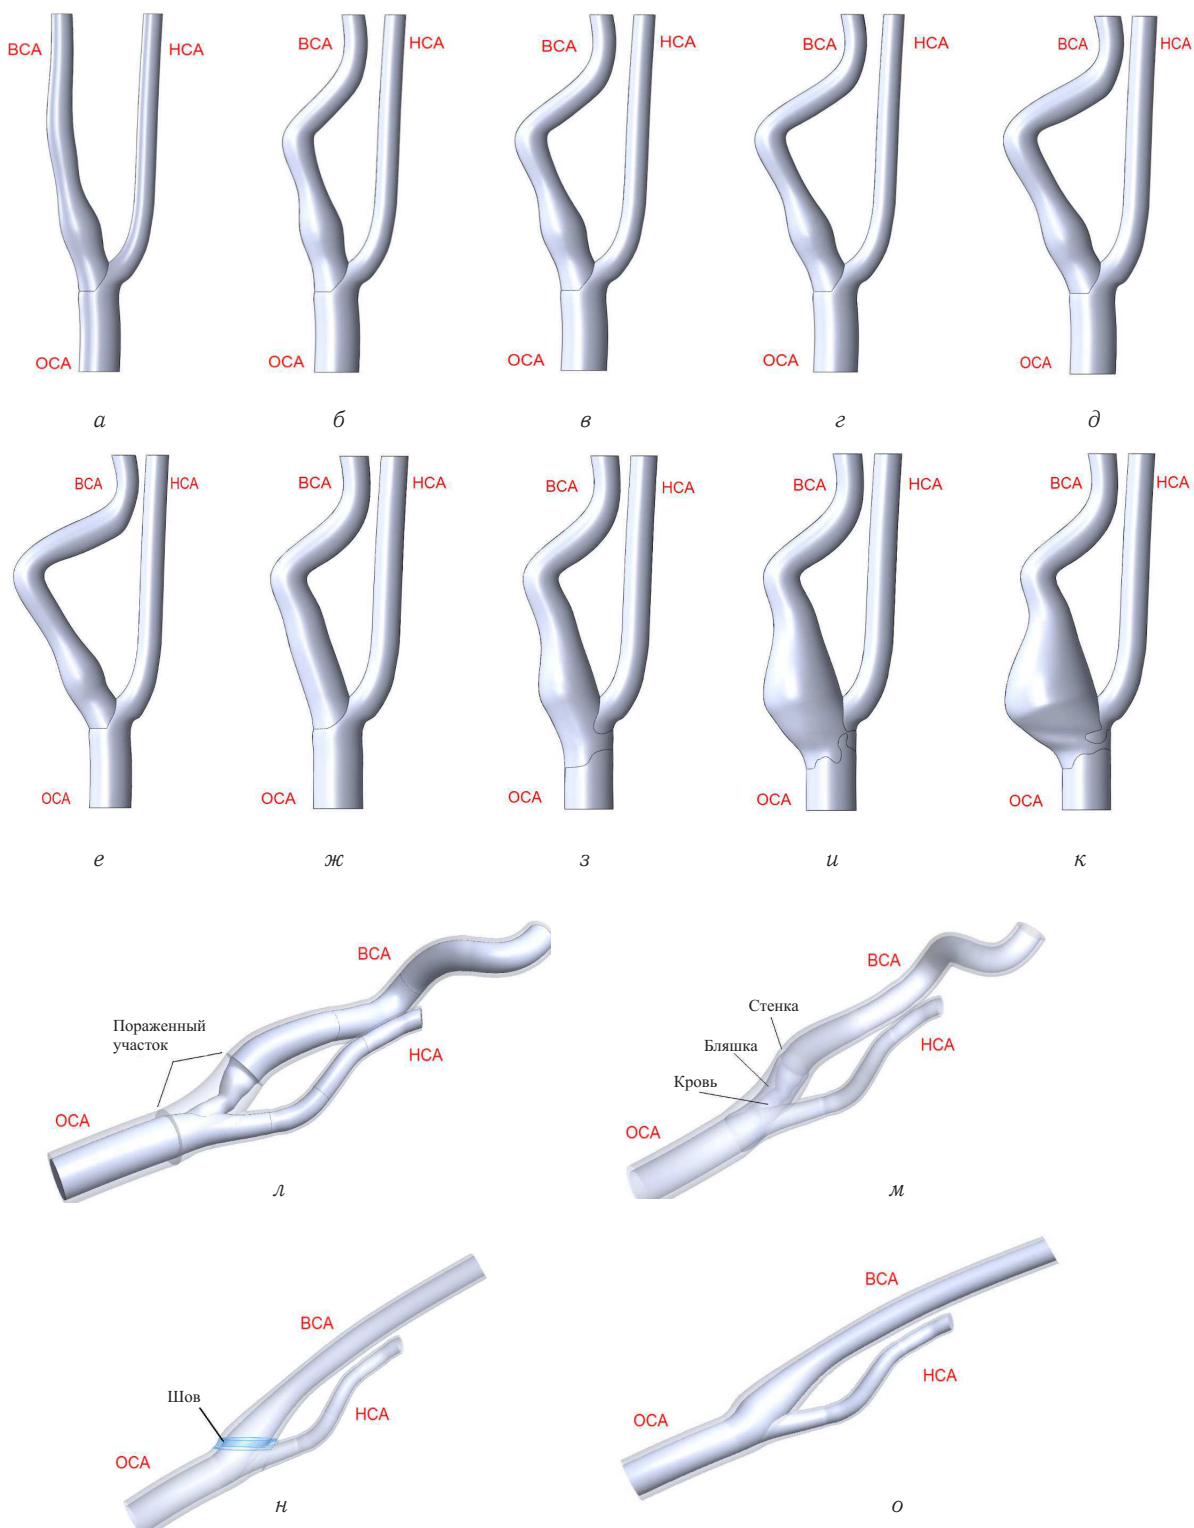 ВСА НСА
ОСА
а
ВСА НСА
ОСА
б
ВСА НСА
ОСА
в
ВСА НСА
ОСА
г
ВСА НСА
ОСА
д
ВСА НСА
ОСА
е
ВСА НСА
ОСА
ж
ВСА НСА
ОСА
з
ВСА НСА
ОСА
и
ВСА НСА
ОСА
к
ВСА
Пораженный
участок
НСА
ОСА
л
ВСА
Стенка
Бляшка
НСА
Кровь
ОСА
м
ВСА
Шов
НСА
ОСА
н
ВСА
НСА
ОСА
о